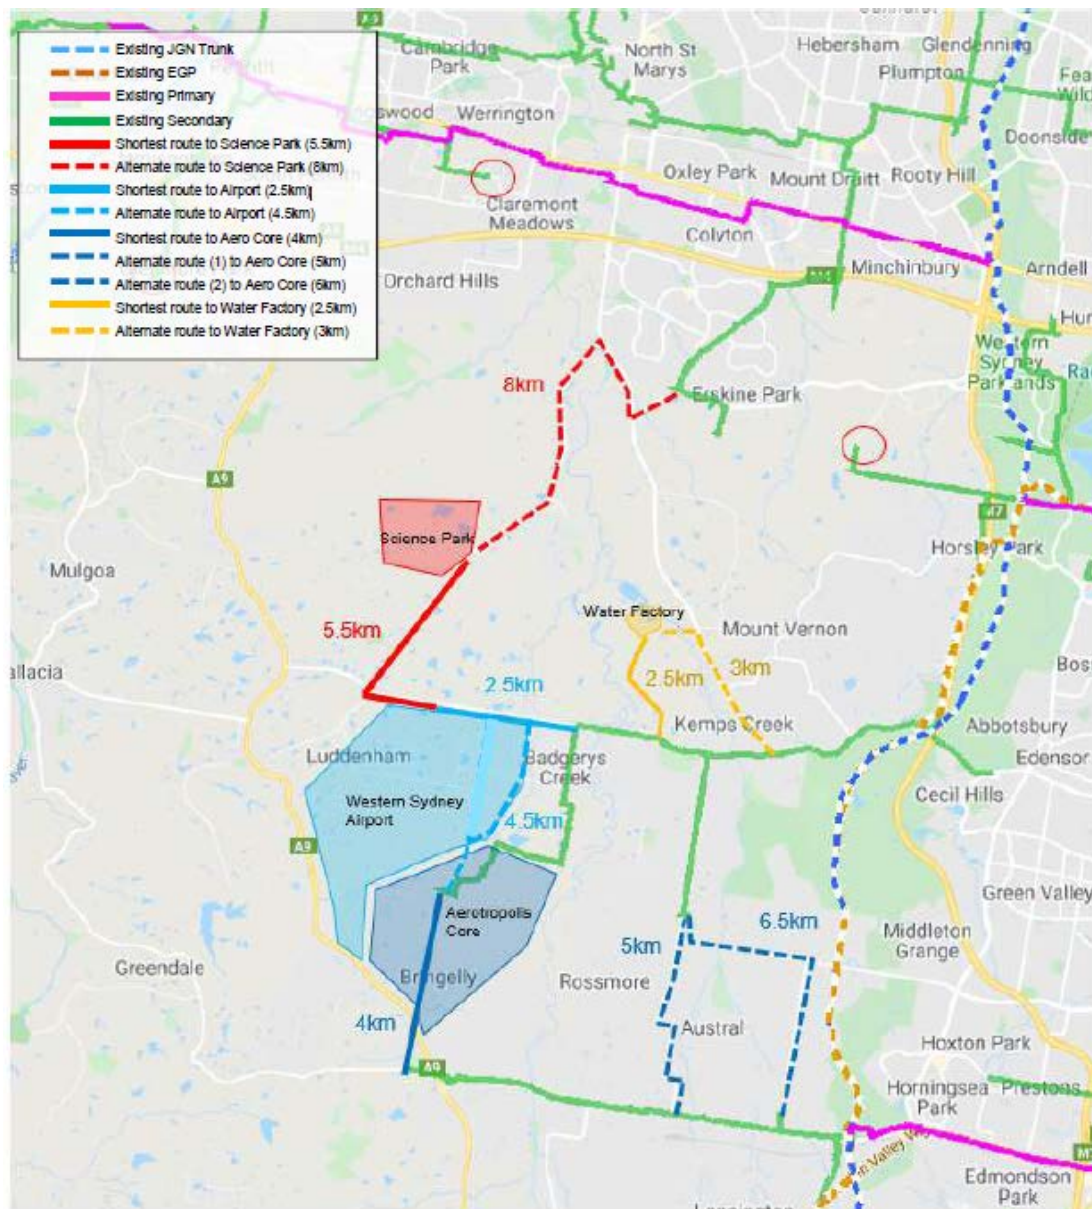 Existing JGN Trunk
Existing EGP
Existing Primary
Existing Secondary
Shortest route to Science Park (5.5km)
Alternate route to Science Park (8km)
Shortest route to Airport (2.5km)
Alternate route to Airport (4.5km)
Shortest route to Aero Core (4km)
Alternate route (1) to Aero Core (5km)
Alternate route (2) to Aero Core (6km)
Shortest route to Water Factory (2.5km)
Alternate route to Water Factory (3km)
A9
Cambridge
Park
North St
Marys
Hebersham
Glendenning
Plumpton
Doonside
Werrington
Oxley Park
Mount Druitt
Rooty Hill
Claremont
Meadows
Colyton
Minchinbury
Arndell
Orchard Hills
Western
Sydney
Parklands
8km
Erskine Park
A9
M7
Science Park
Horsley Park
Mulgoa
Water Factory
Mount Vernon
5.5km
2.5km
2.5km
3km
Kemps Creek
Abbotsbury
Edensor
Luddenham
Badgerys
Creek
Cecil Hills
Western Sydney
Airport
4.5km
A9
Green Valley
Aerotropolis
Core
6.5km
5km
Middleton
Grange
Greendale
Bringelly
Rossmore
4km
Austral
Hoxton Park
A9
Horningsea
Park
Prestons
Edmondson
Park